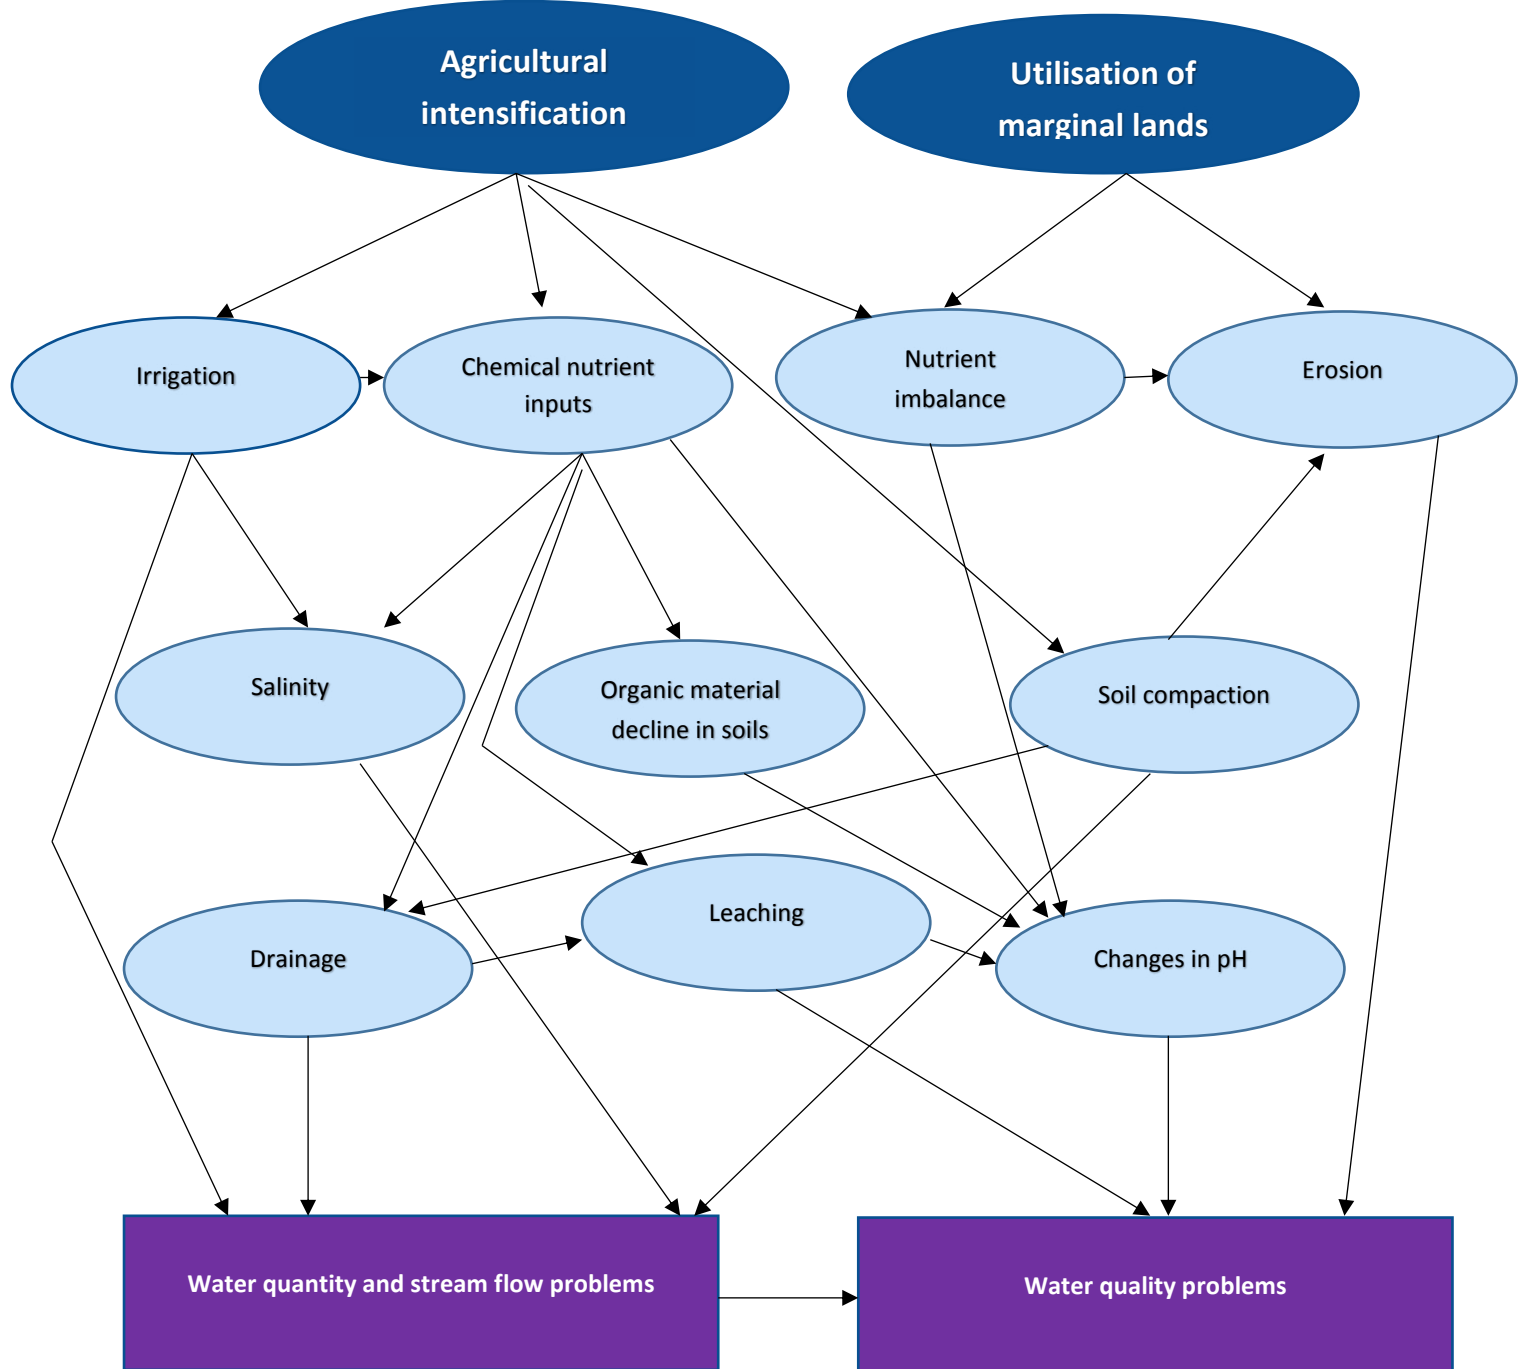 Agricultural
intensification
Utilisation of
marginal lands
Irrigation
Chemical nutrient
inputs
Nutrient
imbalance
Erosion
Salinity
Organic material
decline in soils
Soil compaction
Drainage
Leaching
Changes in pH
Water quantity and stream flow problems
Water quality problems